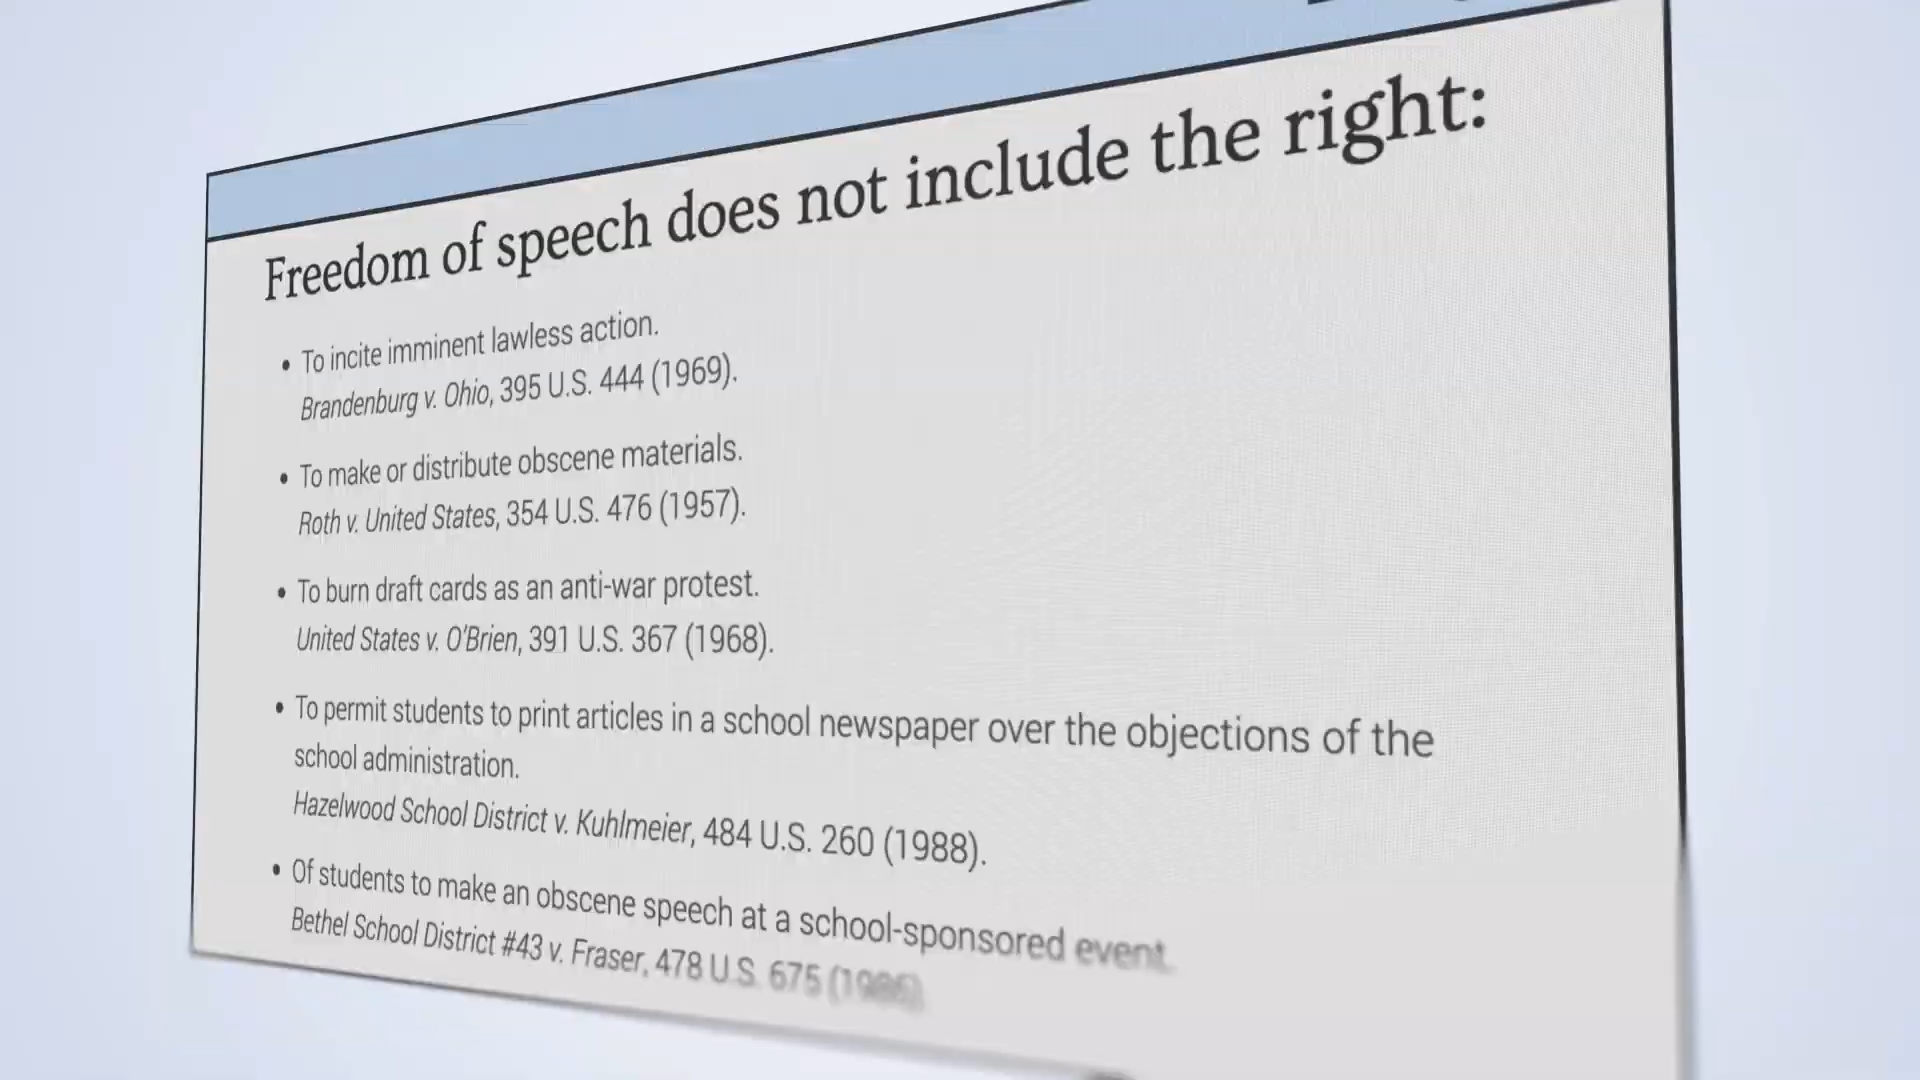 Freedom of speech does not include the right:
• To incite imminent lawless action.
Brandenburg v. Ohio, 395 U.S. 444 (1969).
• To make or distribute obscene materials.
Roth v. United States, 354 U.S. 476 (1957).
• To burn draft cards as an anti-war protest.
United States v. O'Brien, 391 U.S. 367 (1968).
• To permit students to print articles in a school newspaper over the objections of the
school administration.
Hazelwood School District v. Kuhlmeier, 484 U.S. 260 (1988).
• Of students to make an obscene speech at a school-sponsored event.
Bethel School District #43 v. Fraser, 478 U.S. 675